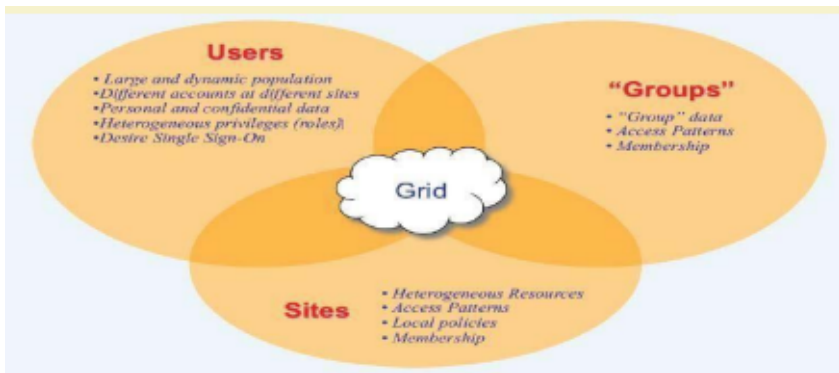 Users
• Large and dynamic population
• Different accounts at different sites
• Personal and confidential data
• Heterogeneous privileges (roles)\
• Desire Single Sign-On
“Groups”
• “Group” data
• Access Patterns
• Membership
Grid
Sites
• Heterogeneous Resources
• Access Patterns
• Local policies
• Membership